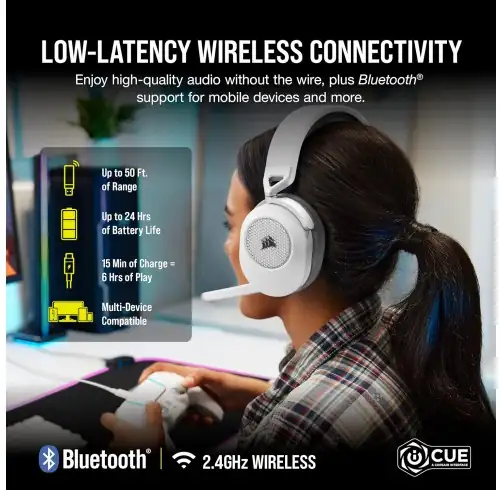 LOW-LATENCY WIRELESS CONNECTIVITY
Enjoy high-quality audio without the wire, plus Bluetooth®
support for mobile devices and more.
Up to 50 Ft.
of Range
Up to 24 Hrs
of Battery Life
15 Min of Charge =
6 Hrs of Play
Multi-Device
Compatible
Bluetooth®
2.4GHz WIRELESS
iCUE
A CORSAIR INTERFACE